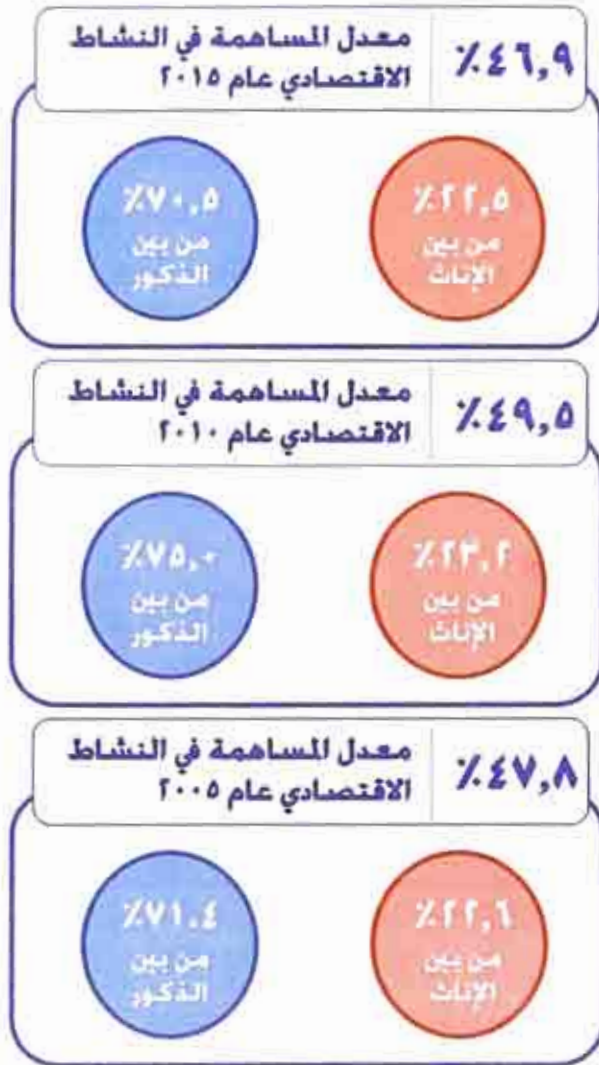 ٪٤٦,٩
معدل المساهمة في النشاط
الاقتصادي عام ٢٠١٥
٪٢٢,٥
من بين
الإناث
٪٧٠,٥
من بين
الذكور
٪٤٩,٥
معدل المساهمة في النشاط
الاقتصادي عام ٢٠١٠
٪٢٣,٢
من بين
الإناث
٪٧٥,٠
من بين
الذكور
٪٤٧,٨
معدل المساهمة في النشاط
الاقتصادي عام ٢٠٠٥
٪٢٢,٦
من بين
الإناث
٪٧١.٤
من بين
الذكور